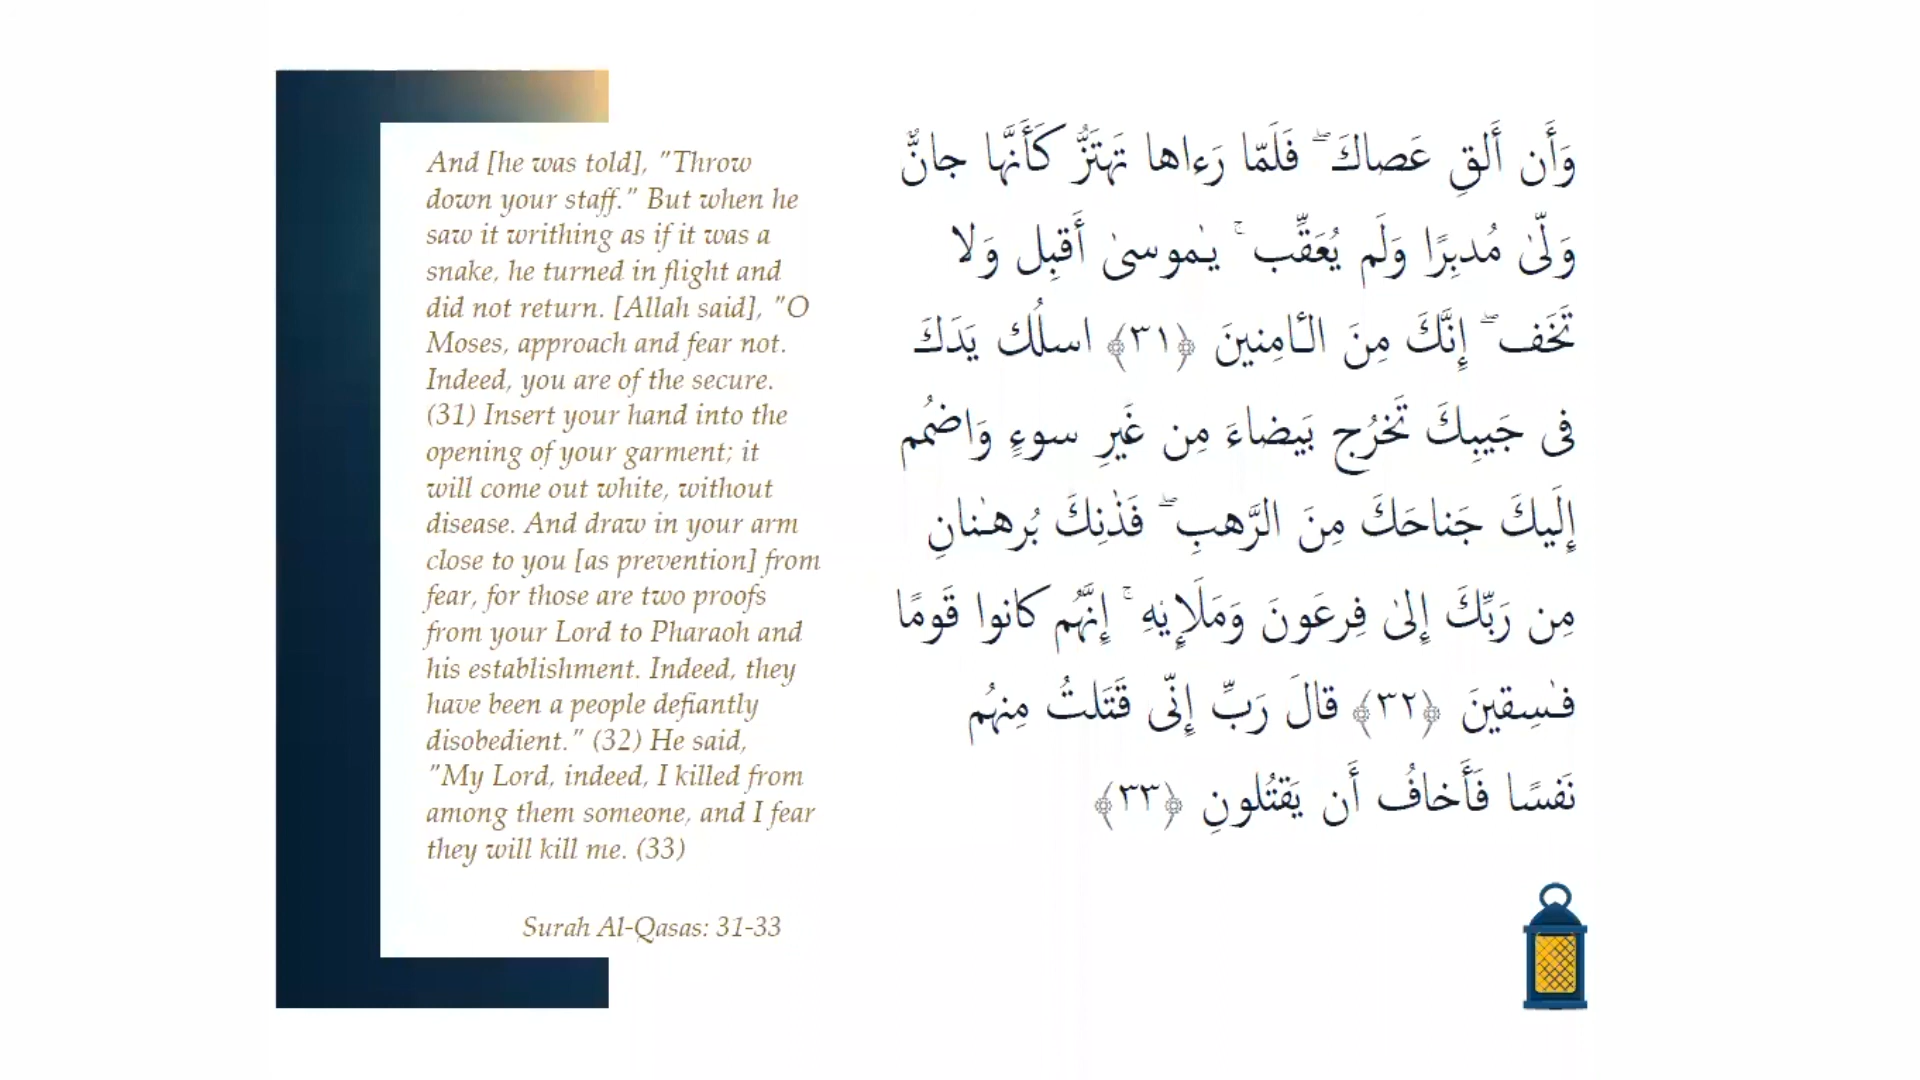 And [he was told], "Throw
down your staff." But when he
saw it writhing as if it was a
snake, he turned in flight and
did not return. [Allah said], "O
Moses, approach and fear not.
Indeed, you are of the secure.
(31) Insert your hand into the
opening of your garment; it
will come out white, without
disease. And draw in your arm
close to you [as prevention] from
fear, for those are two proofs
from your Lord to Pharaoh and
his establishment. Indeed, they
have been a people defiantly
disobedient." (32) He said,
"My Lord, indeed, I killed from
among them someone, and I fear
they will kill me. (33)
Surah Al-Qasas: 31-33
وَأَن أَلقِ عَصاكَ ۖ فَلَمّا رَءاها تَهتَزُّ كَأَنَّها جانٌّ
وَلّىٰ مُدبِرًا وَلَم يُعَقِّب ۚ يـٰموسىٰ أَقبِل وَلا
تَخَف ۖ إِنَّكَ مِنَ الـٔامِنينَ ﴿٣١﴾ اسلُك يَدَكَ
فى جَيبِكَ تَخرُج بَيضاءَ مِن غَيرِ سوءٍ وَاضمُم
إِلَيكَ جَناحَكَ مِنَ الرَّهبِ ۖ فَذٰنِكَ بُرهـٰنانِ
مِن رَبِّكَ إِلىٰ فِرعَونَ وَمَلَإِي۟هِ ۚ إِنَّهُم كانوا قَومًا
فـٰسِقينَ ﴿٣٢﴾ قالَ رَبِّ إِنّى قَتَلتُ مِنهُم
نَفسًا فَأَخافُ أَن يَقتُلونِ ﴿٣٣﴾